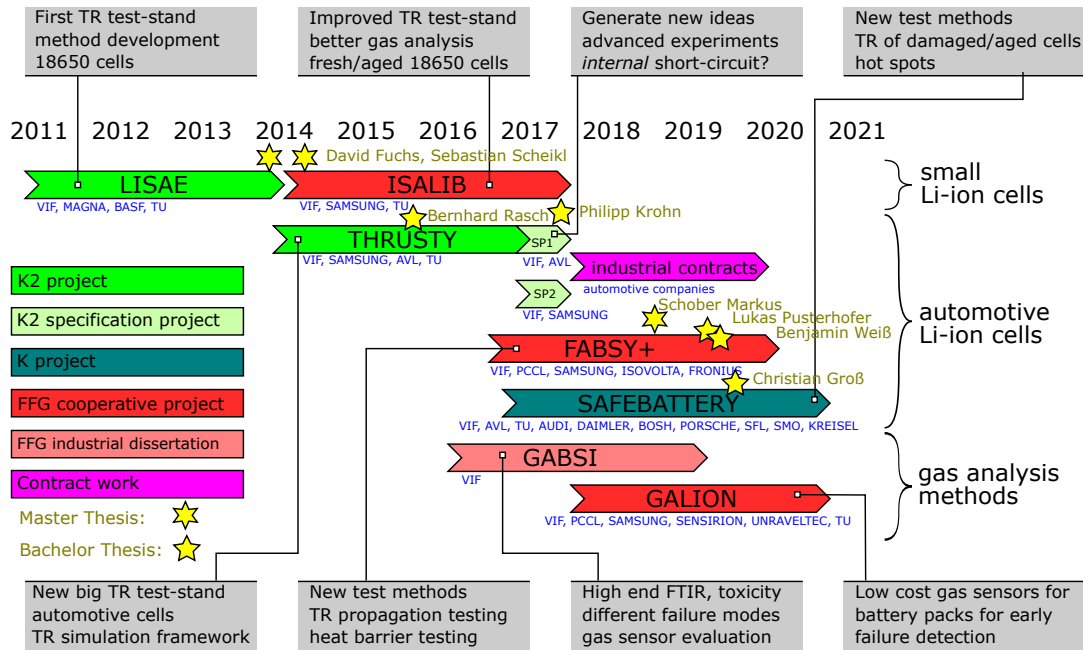 First TR test-stand
method development
18650 cells
Improved TR test-stand
better gas analysis
fresh/aged 18650 cells
Generate new ideas
advanced experiments
internal short-circuit?
New test methods
TR of damaged/aged cells
hot spots
2011 2012 2013 2014 2015 2016 2017 2018 2019 2020 2021
David Fuchs, Sebastian Scheikl
LISAE
ISALIB
small
Li-ion cells
VIF, MAGNA, BASF, TU
VIF, SAMSUNG, TU
Bernhard Rasch
Philipp Krohn
THRUSTY
SP1
VIF, SAMSUNG, AVL, TU
VIF, AVL
industrial contracts
automotive companies
K2 project
SP2
VIF, SAMSUNG
Schober Markus
Lukas Pusterhofer
Benjamin Weiß
automotive
Li-ion cells
K2 specification project
FABSY+
VIF, PCCL, SAMSUNG, ISOVOLTA, FRONIUS
K project
Christian Groß
SAFEBATTERY
VIF, AVL, TU, AUDI, DAIMLER, BOSH, PORSCHE, SFL, SMO, KREISEL
FFG cooperative project
FFG industrial dissertation
GABSI
VIF
gas analysis
methods
Contract work
GALION
VIF, PCCL, SAMSUNG, SENSIRION, UNRAVELTEC, TU
Master Thesis:
Bachelor Thesis:
New big TR test-stand
automotive cells
TR simulation framework
New test methods
TR propagation testing
heat barrier testing
High end FTIR, toxicity
different failure modes
gas sensor evaluation
Low cost gas sensors for
battery packs for early
failure detection